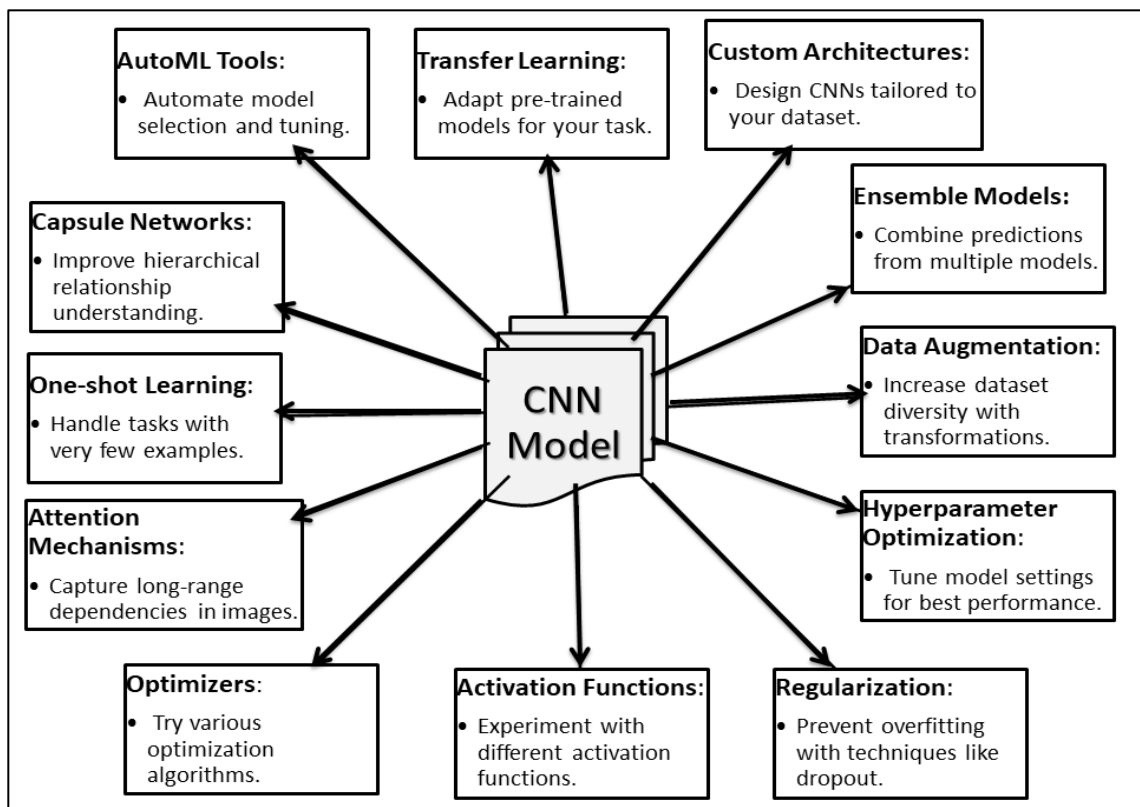 AutoML Tools:
• Automate model
selection and tuning.
Transfer Learning:
• Adapt pre-trained
models for your task.
Custom Architectures:
• Design CNNs tailored to
your dataset.
Capsule Networks:
• Improve hierarchical
relationship
understanding.
Ensemble Models:
• Combine predictions
from multiple models.
One-shot Learning:
• Handle tasks with
very few examples.
CNN
Model
Data Augmentation:
• Increase dataset
diversity with
transformations.
Attention
Mechanisms:
• Capture long-range
dependencies in images.
Hyperparameter
Optimization:
• Tune model settings
for best performance.
Optimizers:
• Try various
optimization
algorithms.
Activation Functions:
• Experiment with
different activation
functions.
Regularization:
• Prevent overfitting
with techniques like
dropout.